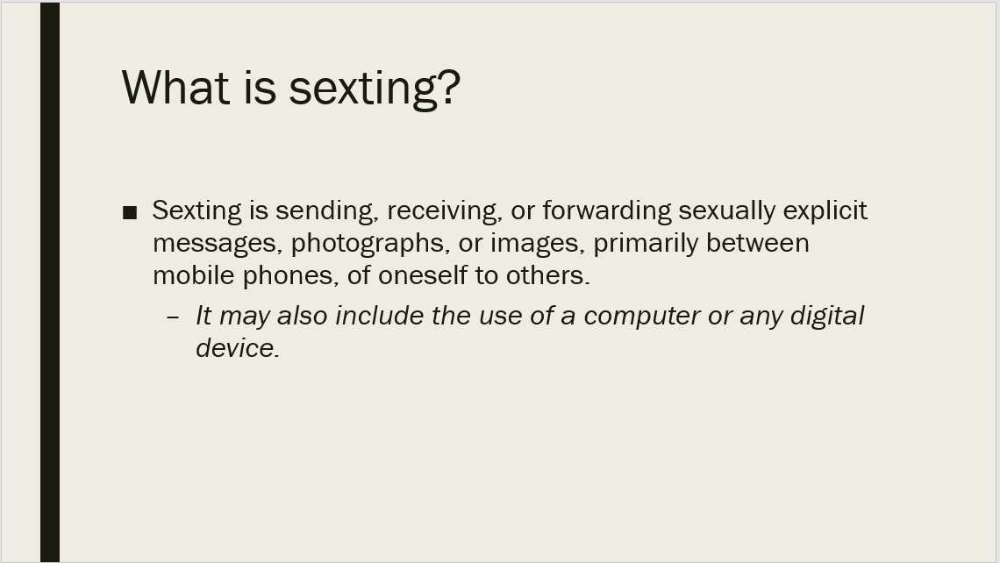 What is sexting?
■ Sexting is sending, receiving, or forwarding sexually explicit
messages, photographs, or images, primarily between
mobile phones, of oneself to others.
– It may also include the use of a computer or any digital
device.